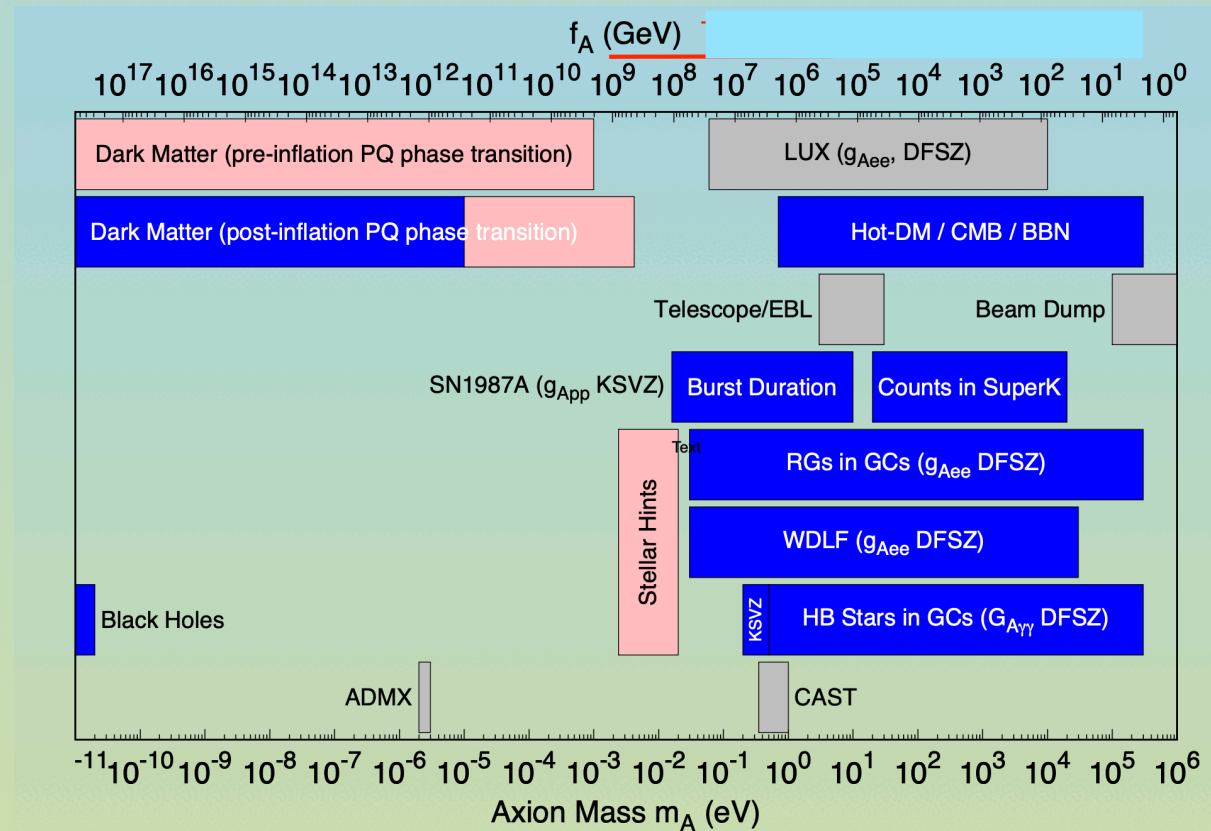 f_A (GeV)
10^17 10^16 10^15 10^14 10^13 10^12 10^11 10^10 10^9 10^8 10^7 10^6 10^5 10^4 10^3 10^2 10^1 10^0
Dark Matter (pre-inflation PQ phase transition)
LUX (g_Aee, DFSZ)
Dark Matter (post-inflation PQ phase transition)
Hot-DM / CMB / BBN
Telescope/EBL
Beam Dump
SN1987A (g_App KSVZ)
Burst Duration
Counts in SuperK
Text
RGs in GCs (g_Aee DFSZ)
Stellar Hints
WDLF (g_Aee DFSZ)
Black Holes
KSVZ
HB Stars in GCs (G_Aγγ DFSZ)
ADMX
CAST
-11 10^-10 10^-9 10^-8 10^-7 10^-6 10^-5 10^-4 10^-3 10^-2 10^-1 10^0 10^1 10^2 10^3 10^4 10^5 10^6
Axion Mass m_A (eV)